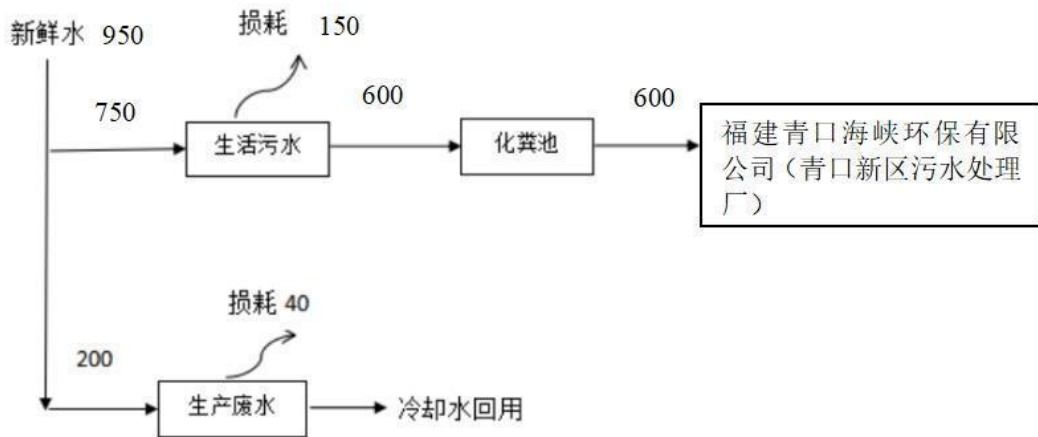 新鲜水 950
损耗 150
750
600
600
生活污水
化粪池
福建青口海峡环保有限
公司（青口新区污水处理
厂）
损耗 40
200
生产废水
冷却水回用